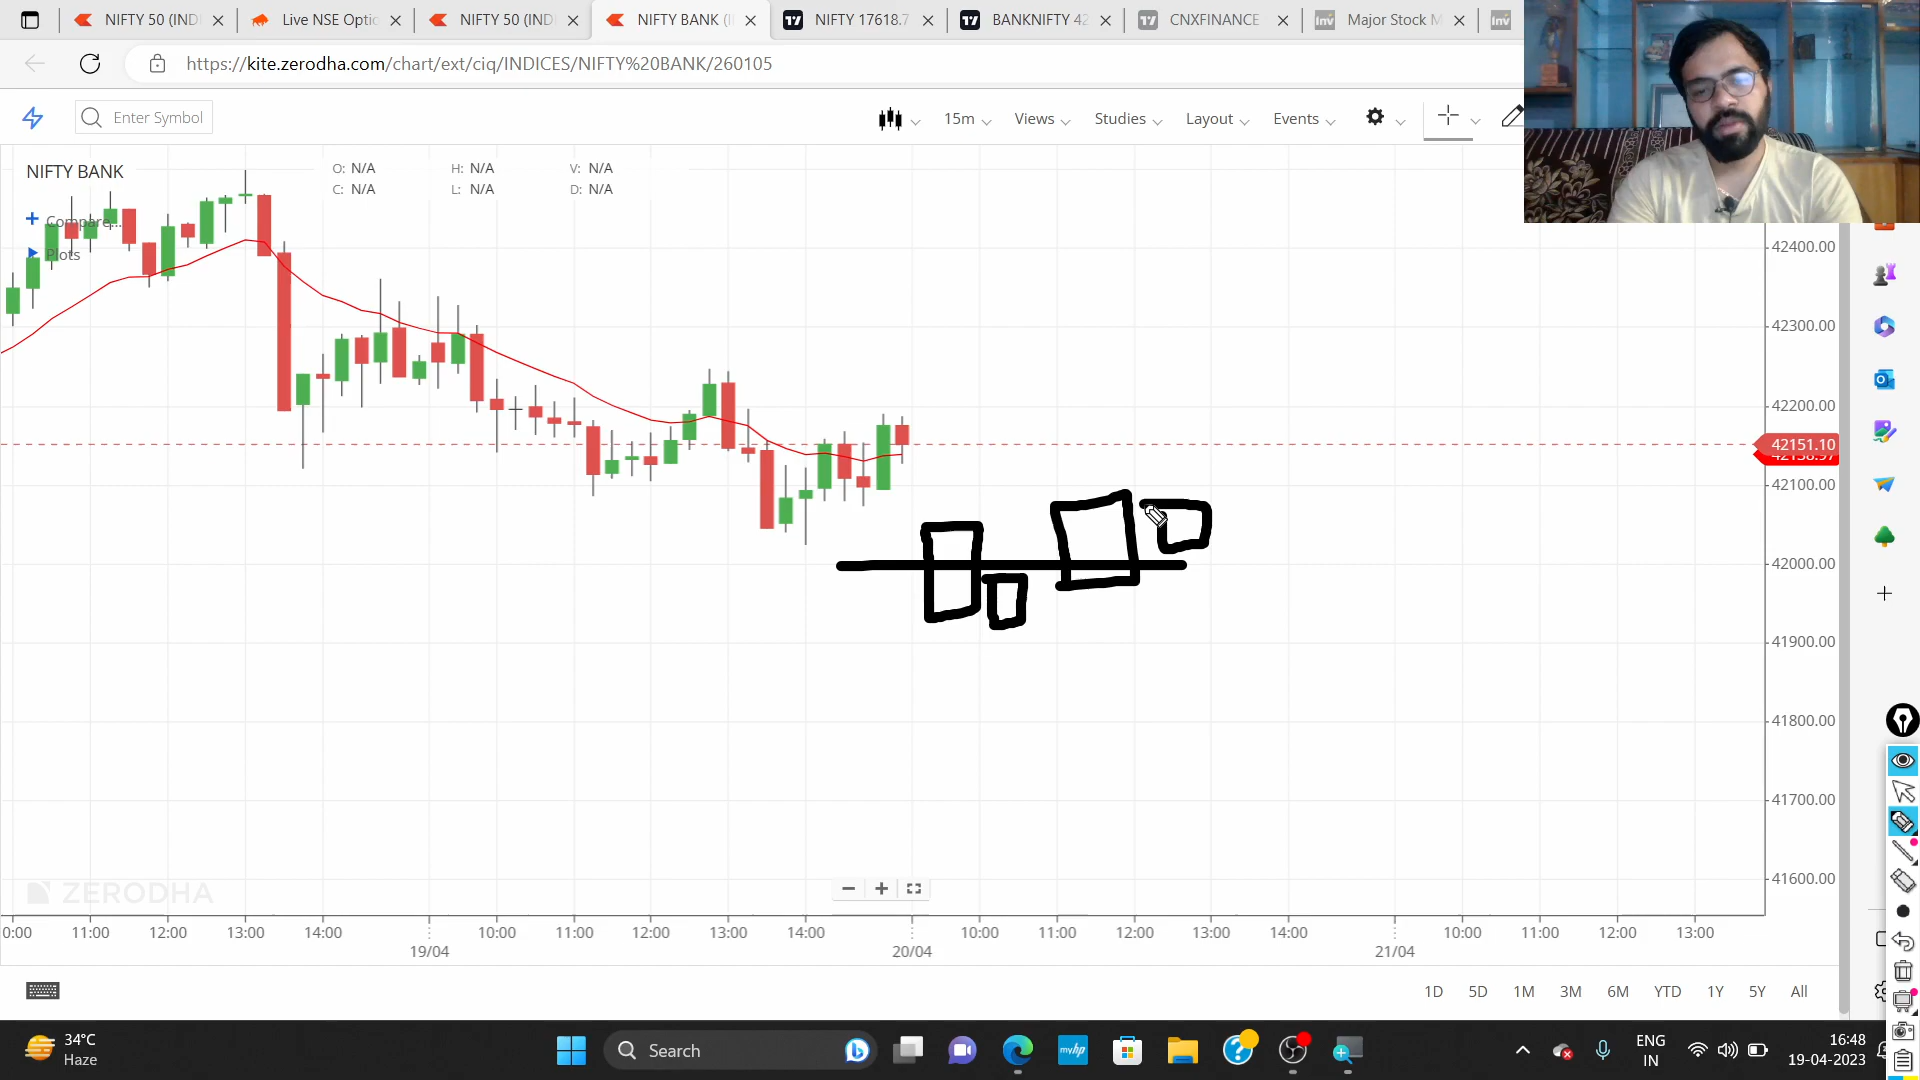 NIFTY 50 (IND
Live NSE Optio
NIFTY 50 (IND
NIFTY BANK (I
NIFTY 17618.7
BANKNIFTY 42
CNXFINANCE
Inv
Major Stock M
Inv
https://kite.zerodha.com/chart/ext/ciq/INDICES/NIFTY%20BANK/260105
Enter Symbol
15m
Views
Studies
Layout
Events
NIFTY BANK
O: N/A
H: N/A
V: N/A
C: N/A
L: N/A
D: N/A
Compare...
Plots
42400.00
42300.00
42200.00
42151.10
42100.00
42000.00
41900.00
41800.00
41700.00
41600.00
ZERODHA
0:00
11:00
12:00
13:00
14:00
10:00
11:00
12:00
13:00
14:00
10:00
11:00
12:00
13:00
14:00
10:00
11:00
12:00
13:00
19/04
20/04
21/04
1D
5D
1M
3M
6M
YTD
1Y
5Y
All
34°C
Haze
Search
myhp
ENG
IN
16:48
19-04-2023